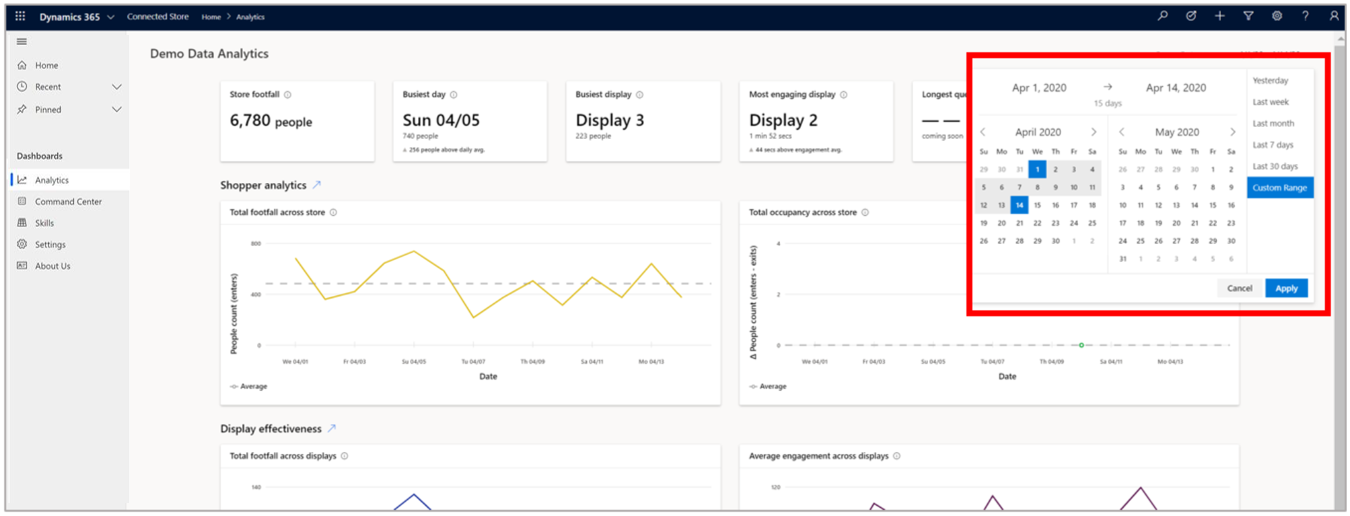 Dynamics 365 Connected Store Home > Analytics
Home
Recent
Pinned
Dashboards
Analytics
Command Center
Skills
Settings
About Us
Demo Data Analytics
Store footfall
6,780 people
Busiest day
Sun 04/05
740 people
256 people above daily avg.
Busiest display
Display 3
223 people
Most engaging display
Display 2
1 min 52 secs
44 secs above engagement avg.
Longest que
— —
coming soon
Apr 1, 2020 → Apr 14, 2020
15 days
April 2020
Su Mo Tu We Th Fr Sa
29 30 31 1 2 3 4
5 6 7 8 9 10 11
12 13 14 15 16 17 18
19 20 21 22 23 24 25
26 27 28 29 30 1 2
May 2020
Su Mo Tu We Th Fr Sa
26 27 28 29 30 1 2
3 4 5 6 7 8 9
10 11 12 13 14 15 16
17 18 19 20 21 22 23
24 25 26 27 28 29 30
31 1 2 3 4 5 6
Yesterday
Last week
Last month
Last 7 days
Last 30 days
Custom Range
Cancel Apply
Shopper analytics
Total footfall across store
People count (enters)
800
400
0
We 04/01 Fr 04/03 Su 04/05 Tu 04/07 Th 04/09 Sa 04/11 Mo 04/13
Date
Average
Total occupancy across store
Δ People count (enters - exits)
4
2
0
We 04/01 Fr 04/03 Su 04/05 Tu 04/07 Th 04/09 Sa 04/11 Mo 04/13
Date
Average
Display effectiveness
Total footfall across displays
140
Average engagement across displays
120